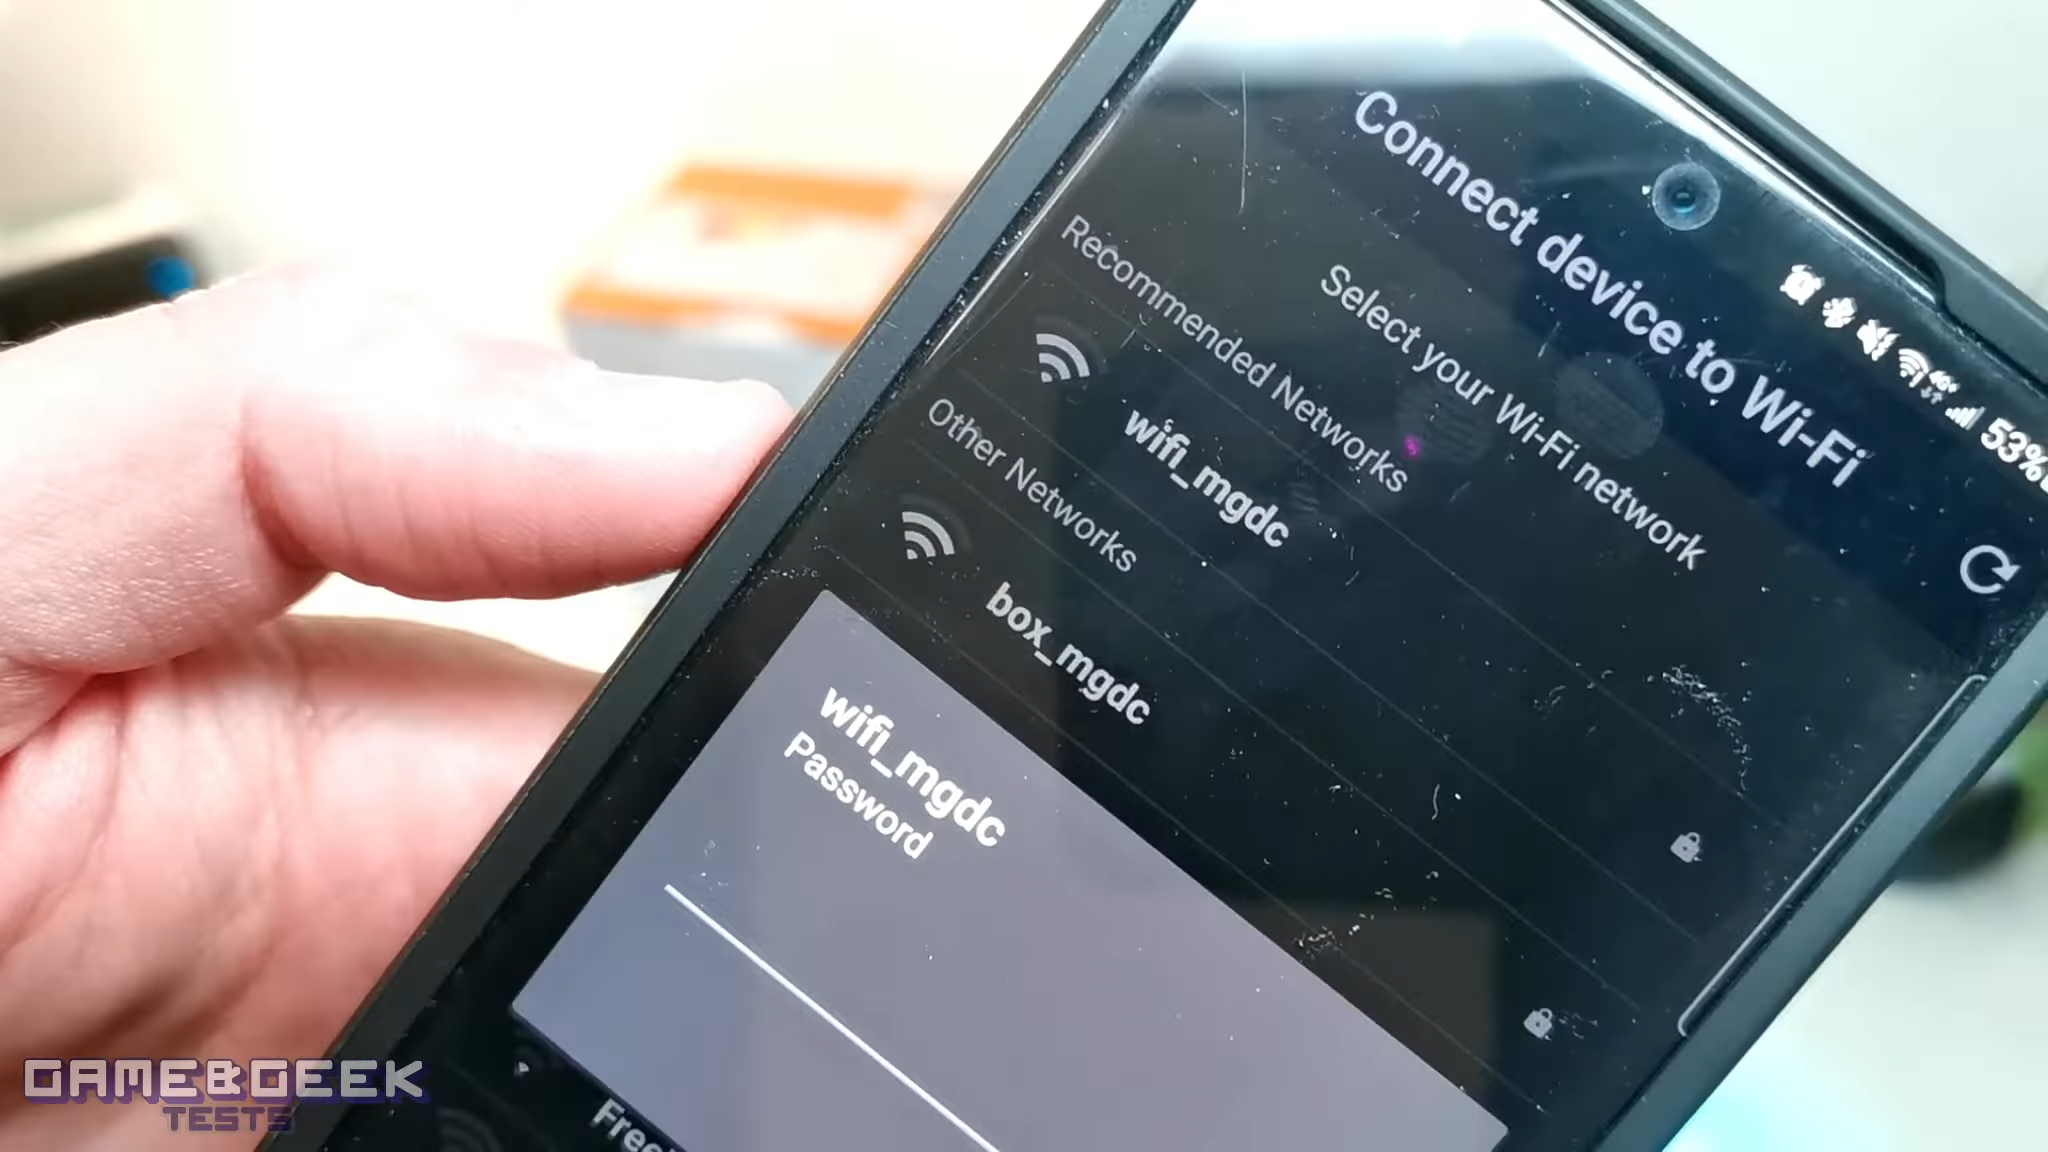 53%
Connect device to Wi-Fi
Select your Wi-Fi network
Recommended Networks
wifi_mgdc
Other Networks
box_mgdc
wifi_mgdc
Password
GAME&GEEK
TESTS